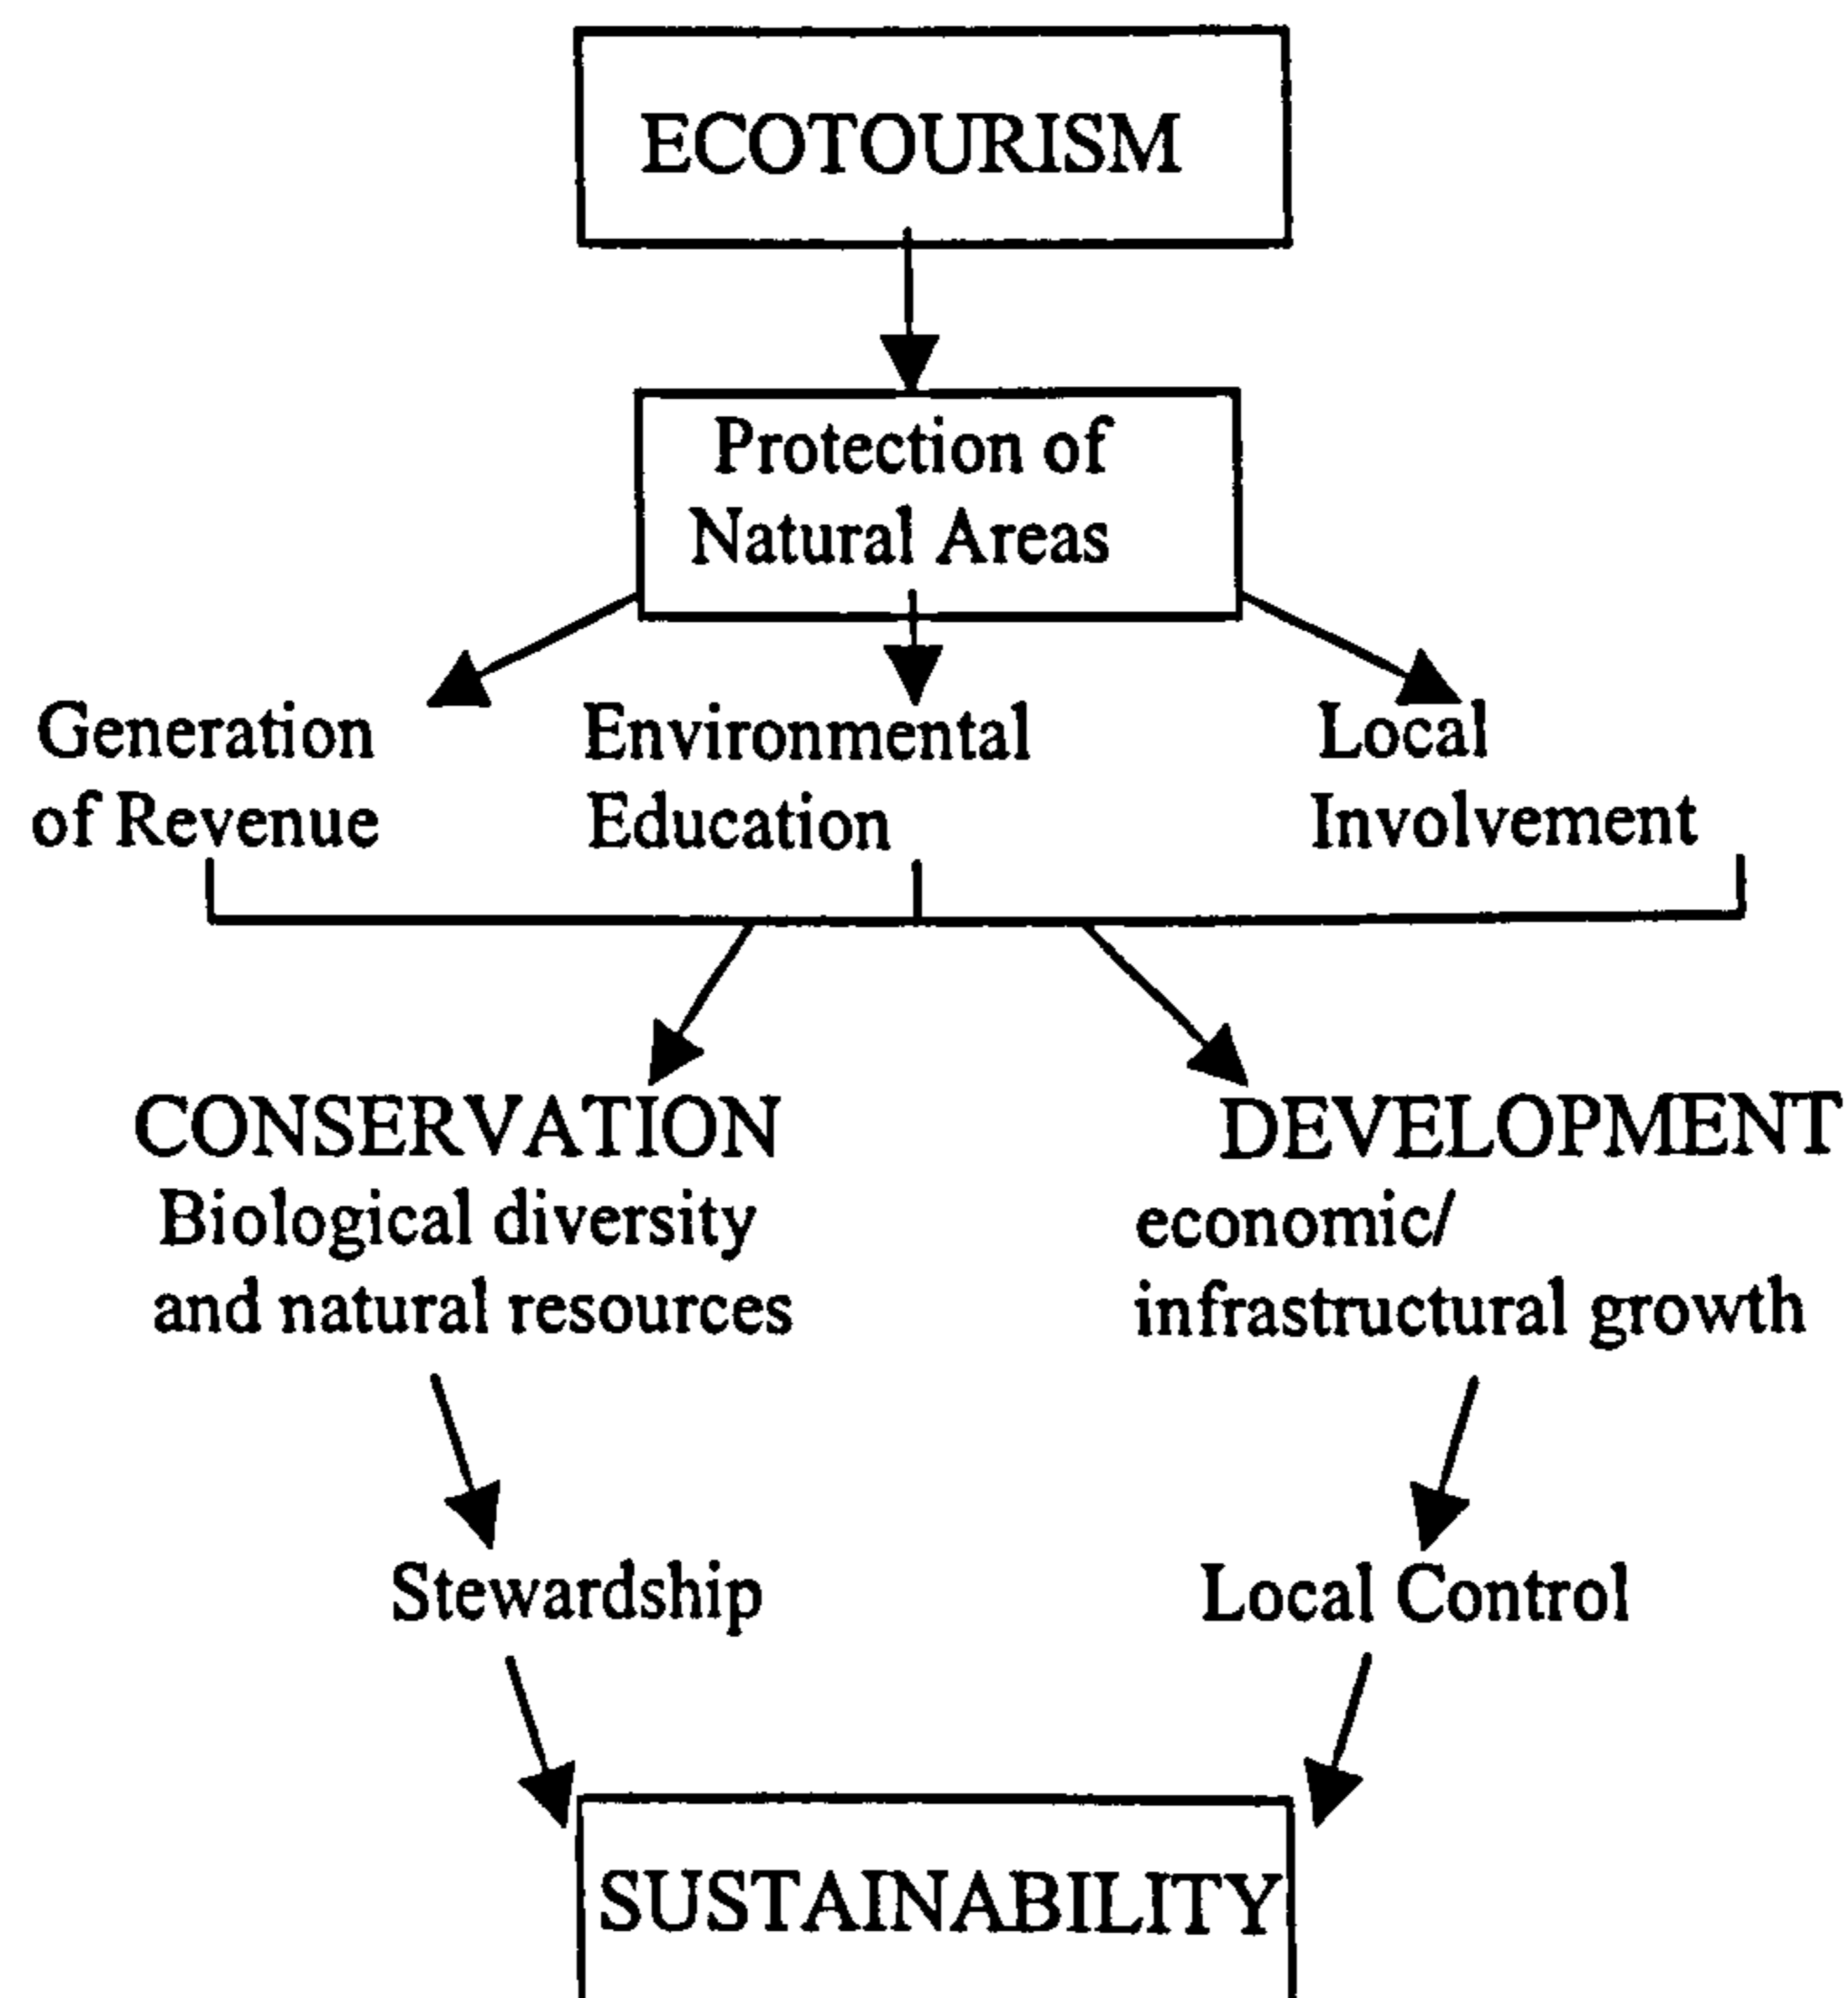 ECOTOURISM
Protection of
Natural Areas
Generation
of Revenue
Environmental
Education
Local
Involvement
CONSERVATION
Biological diversity
and natural resources
DEVELOPMENT
economic/
infrastructural growth
Stewardship
Local Control
SUSTAINABILITY